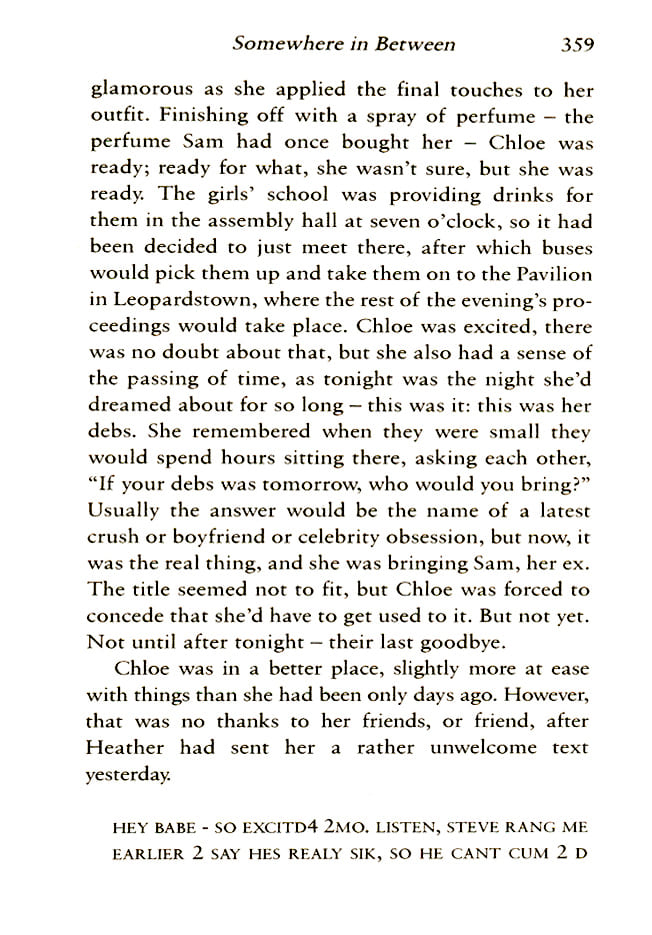 Somewhere in Between 359
glamorous as she applied the final touches to her
outfit. Finishing off with a spray of perfume – the
perfume Sam had once bought her – Chloe was
ready; ready for what, she wasn't sure, but she was
ready. The girls' school was providing drinks for
them in the assembly hall at seven o'clock, so it had
been decided to just meet there, after which buses
would pick them up and take them on to the Pavilion
in Leopardstown, where the rest of the evening's pro-
ceedings would take place. Chloe was excited, there
was no doubt about that, but she also had a sense of
the passing of time, as tonight was the night she'd
dreamed about for so long – this was it: this was her
debs. She remembered when they were small they
would spend hours sitting there, asking each other,
“If your debs was tomorrow, who would you bring?”
Usually the answer would be the name of a latest
crush or boyfriend or celebrity obsession, but now, it
was the real thing, and she was bringing Sam, her ex.
The title seemed not to fit, but Chloe was forced to
concede that she'd have to get used to it. But not yet.
Not until after tonight – their last goodbye.
Chloe was in a better place, slightly more at ease
with things than she had been only days ago. However,
that was no thanks to her friends, or friend, after
Heather had sent her a rather unwelcome text
yesterday.
HEY BABE - SO EXCITD4 2MO. LISTEN, STEVE RANG ME
EARLIER 2 SAY HES REALY SIK, SO HE CANT CUM 2 D